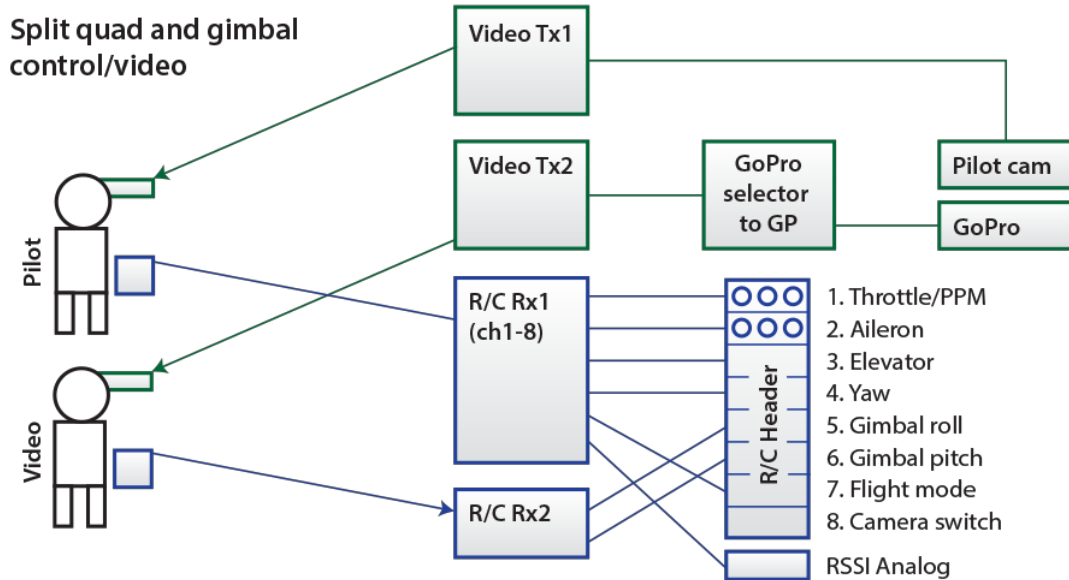 Split quad and gimbal
control/video
Video Tx1
Video Tx2
GoPro
selector
to GP
Pilot cam
GoPro
Pilot
R/C Rx1
(ch1-8)
R/C Header
1. Throttle/PPM
2. Aileron
3. Elevator
4. Yaw
5. Gimbal roll
6. Gimbal pitch
7. Flight mode
8. Camera switch
Video
R/C Rx2
RSSI Analog